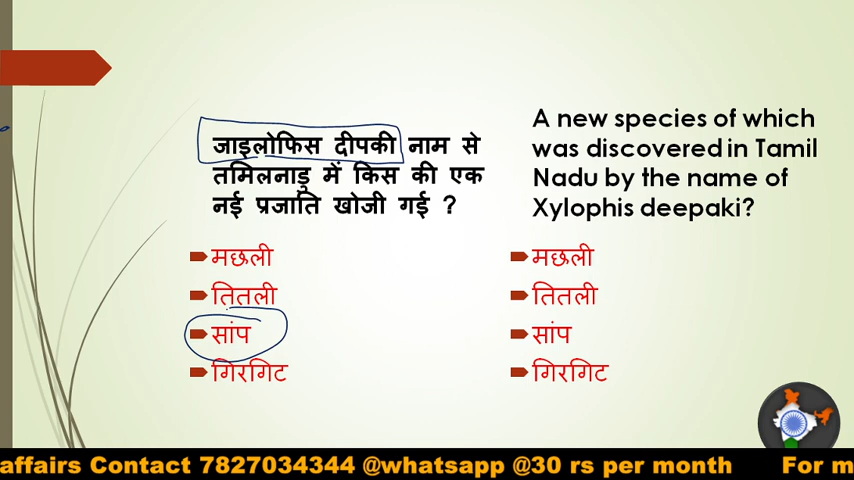 जाइलोफिस दीपकी नाम से
तमिलनाडु में किस की एक
नई प्रजाति खोजी गई ?
मछली
तितली
सांप
गिरगिट
A new species of which
was discovered in Tamil
Nadu by the name of
Xylophis deepaki?
मछली
तितली
सांप
गिरगिट
affairs Contact 7827034344 @whatsapp @30 rs per month For m